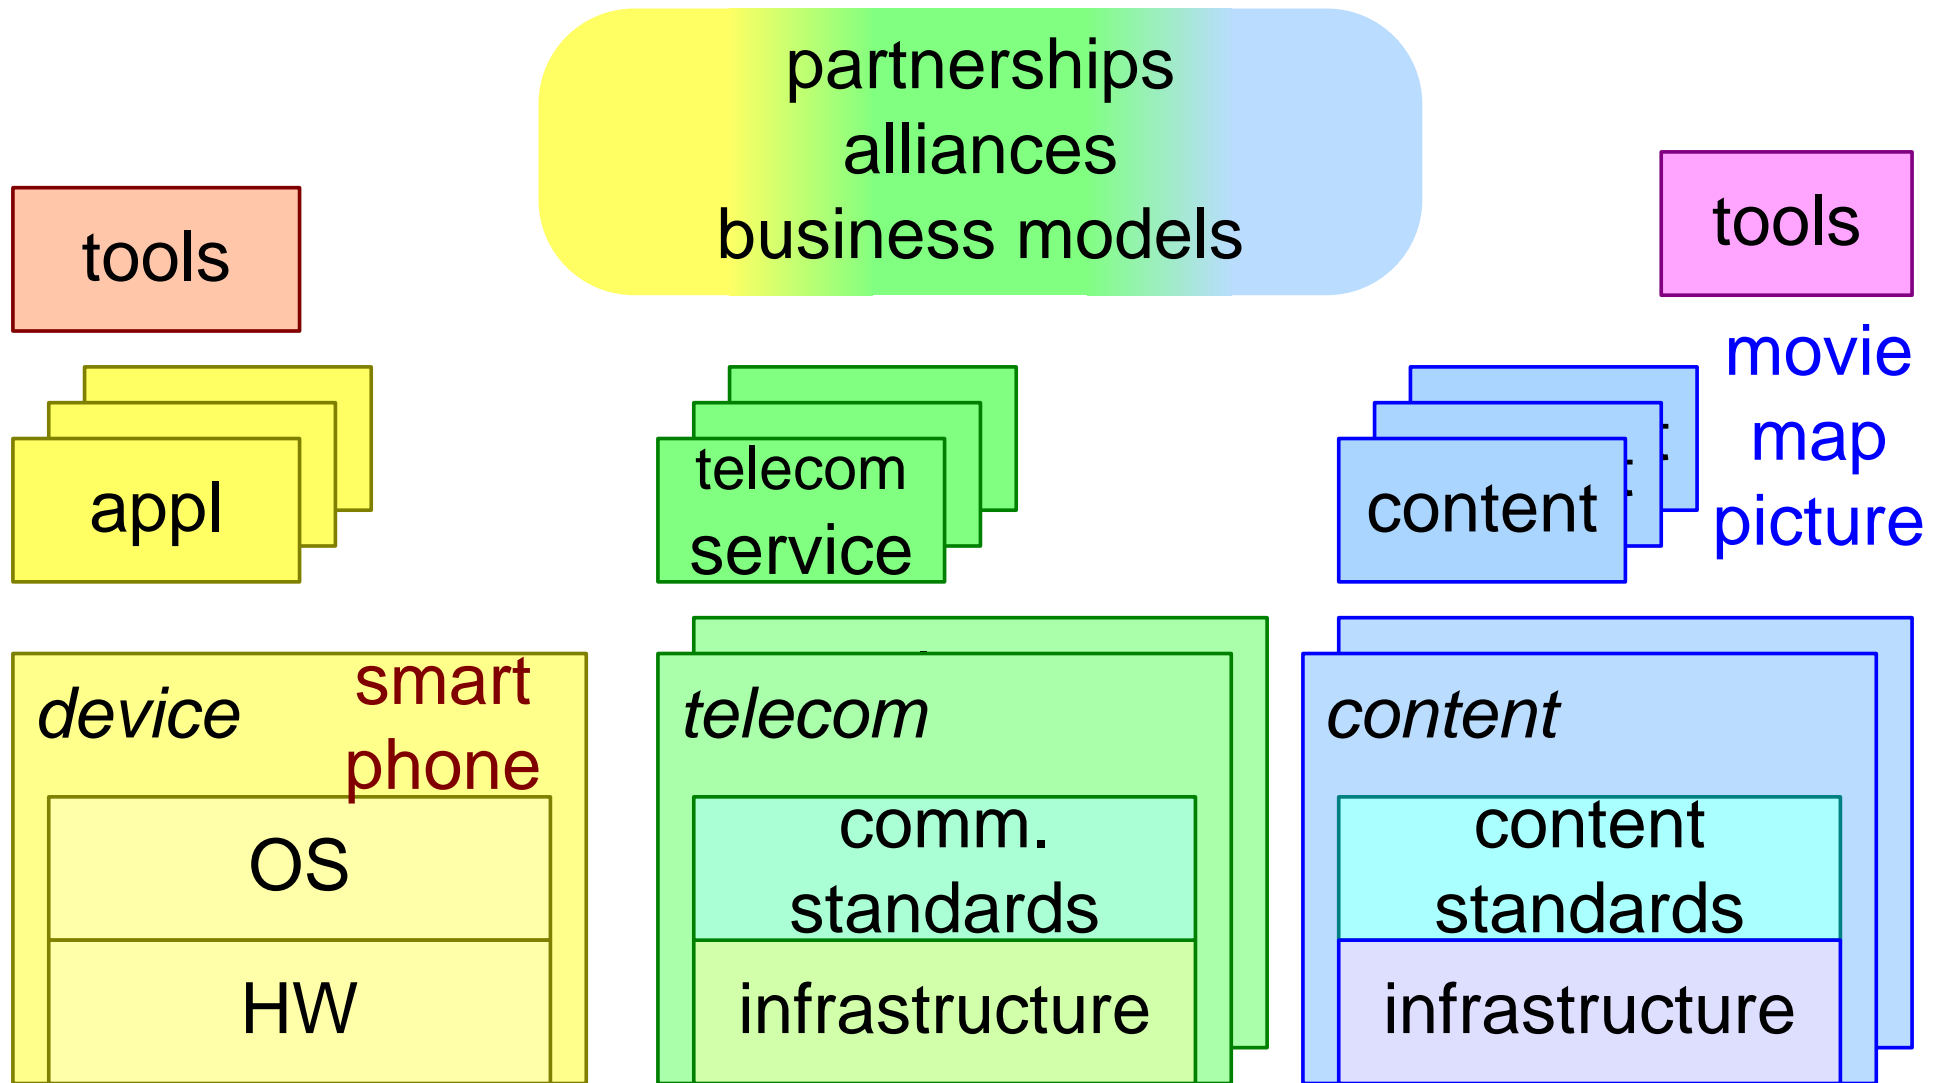 partnerships
alliances
business models
tools
tools
appl
telecom
service
content
movie
map
picture
device
smart
phone
OS
HW
telecom
comm.
standards
infrastructure
content
content
standards
infrastructure